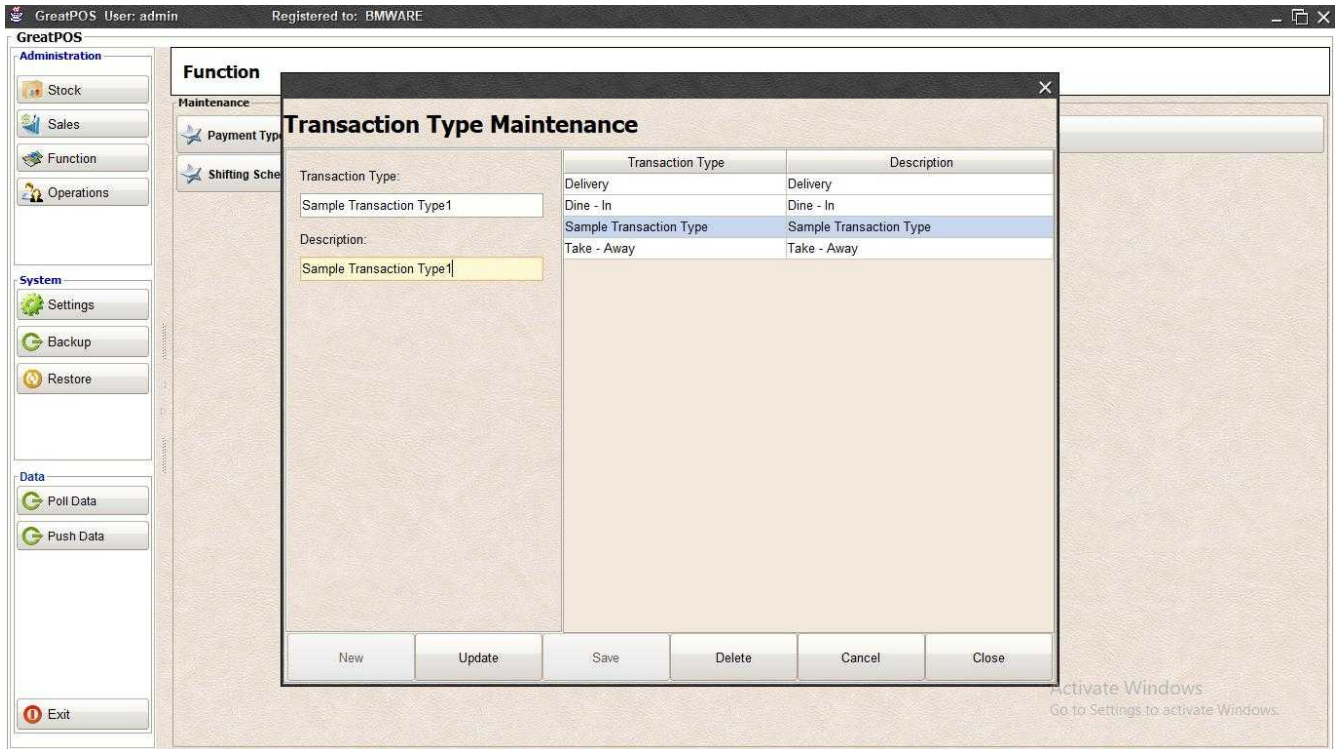 GreatPOS User: admin Registered to: BMWARE
GreatPOS
Administration
Stock
Sales
Function
Operations
System
Settings
Backup
Restore
Data
Poll Data
Push Data
Exit
Function
Maintenance
Payment Typ
Shifting Sche
Transaction Type Maintenance
Transaction Type:
Sample Transaction Type1
Description:
Sample Transaction Type1
Transaction Type Description
Delivery Delivery
Dine - In Dine - In
Sample Transaction Type Sample Transaction Type
Take - Away Take - Away
New Update Save Delete Cancel Close
Activate Windows
Go to Settings to activate Windows.